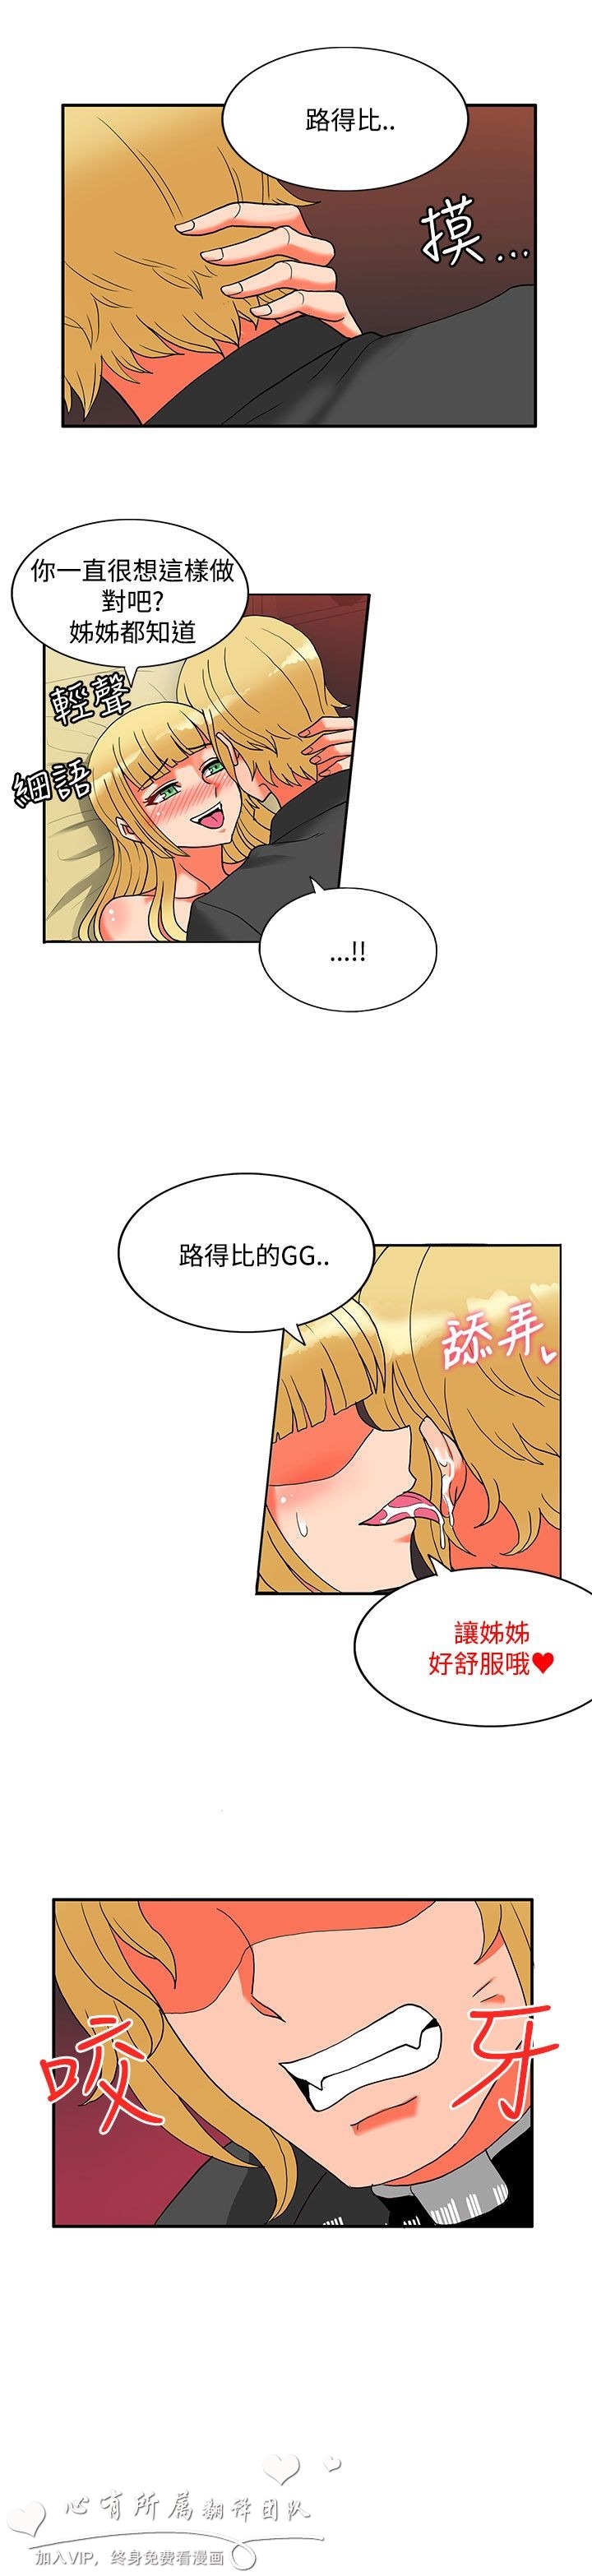 路得比..
摸...
你一直很想這樣做
對吧?
姊姊都知道
輕聲
細語
...!!
路得比的GG..
舔弄
讓姊姊
好舒服哦♥
咬牙
心有所属翻译团队
加入VIP，终身免费看漫画